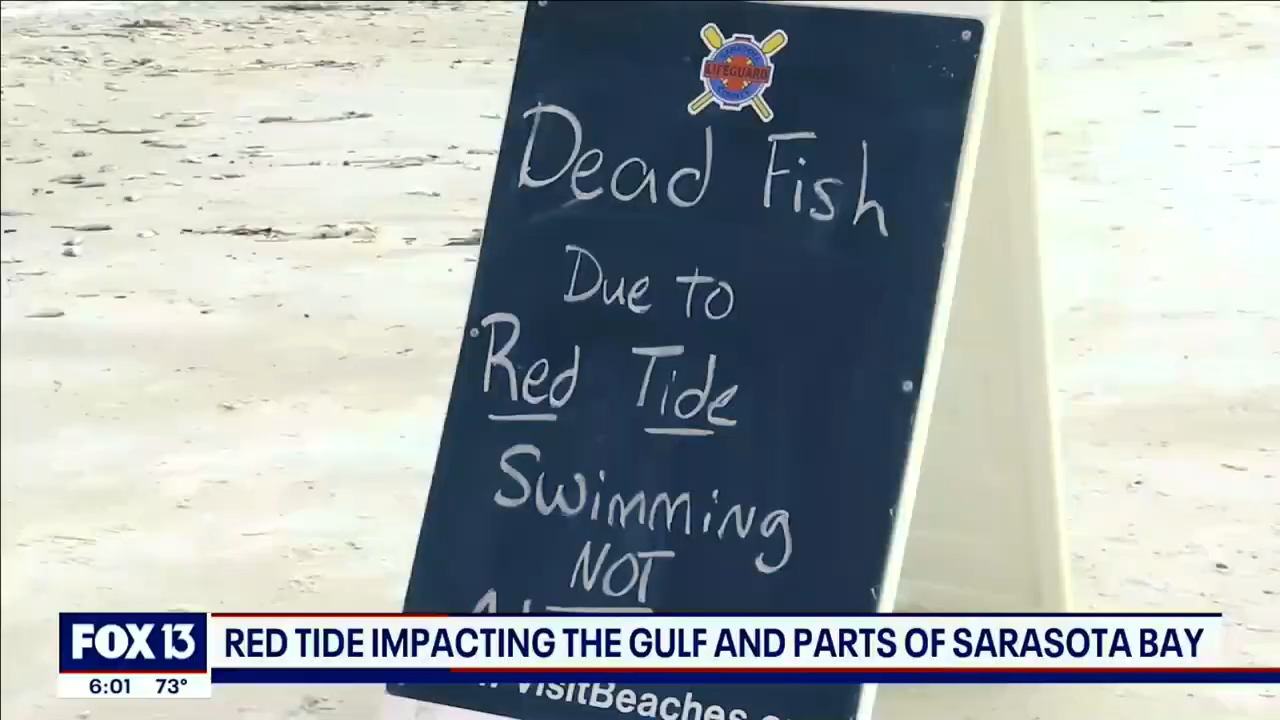 LIFEGUARD
Dead Fish
Due to
Red Tide
Swimming
NOT
FOX 13
RED TIDE IMPACTING THE GULF AND PARTS OF SARASOTA BAY
6:01 73°
VisitBeaches